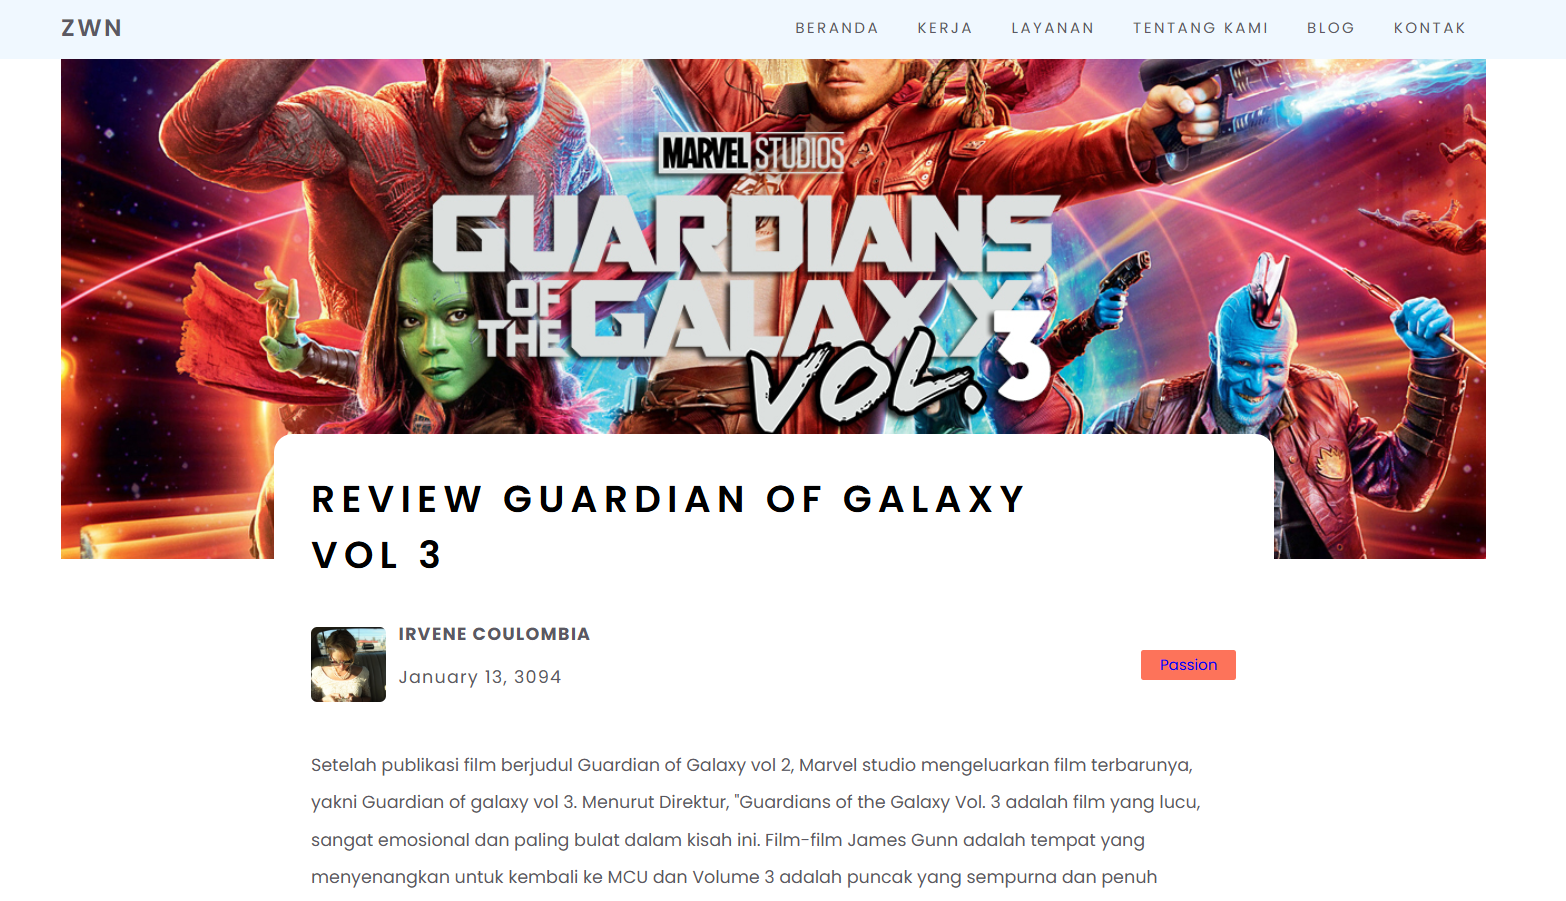 ZWN
BERANDA KERJA LAYANAN TENTANG KAMI BLOG KONTAK
MARVEL STUDIOS
GUARDIANS
OF THE GALAXY
VOL. 3
REVIEW GUARDIAN OF GALAXY
VOL 3
IRVENE COULOMBIA
January 13, 3094
Passion
Setelah publikasi film berjudul Guardian of Galaxy vol 2, Marvel studio mengeluarkan film terbarunya,
yakni Guardian of galaxy vol 3. Menurut Direktur, "Guardians of the Galaxy Vol. 3 adalah film yang lucu,
sangat emosional dan paling bulat dalam kisah ini. Film-film James Gunn adalah tempat yang
menyenangkan untuk kembali ke MCU dan Volume 3 adalah puncak yang sempurna dan penuh